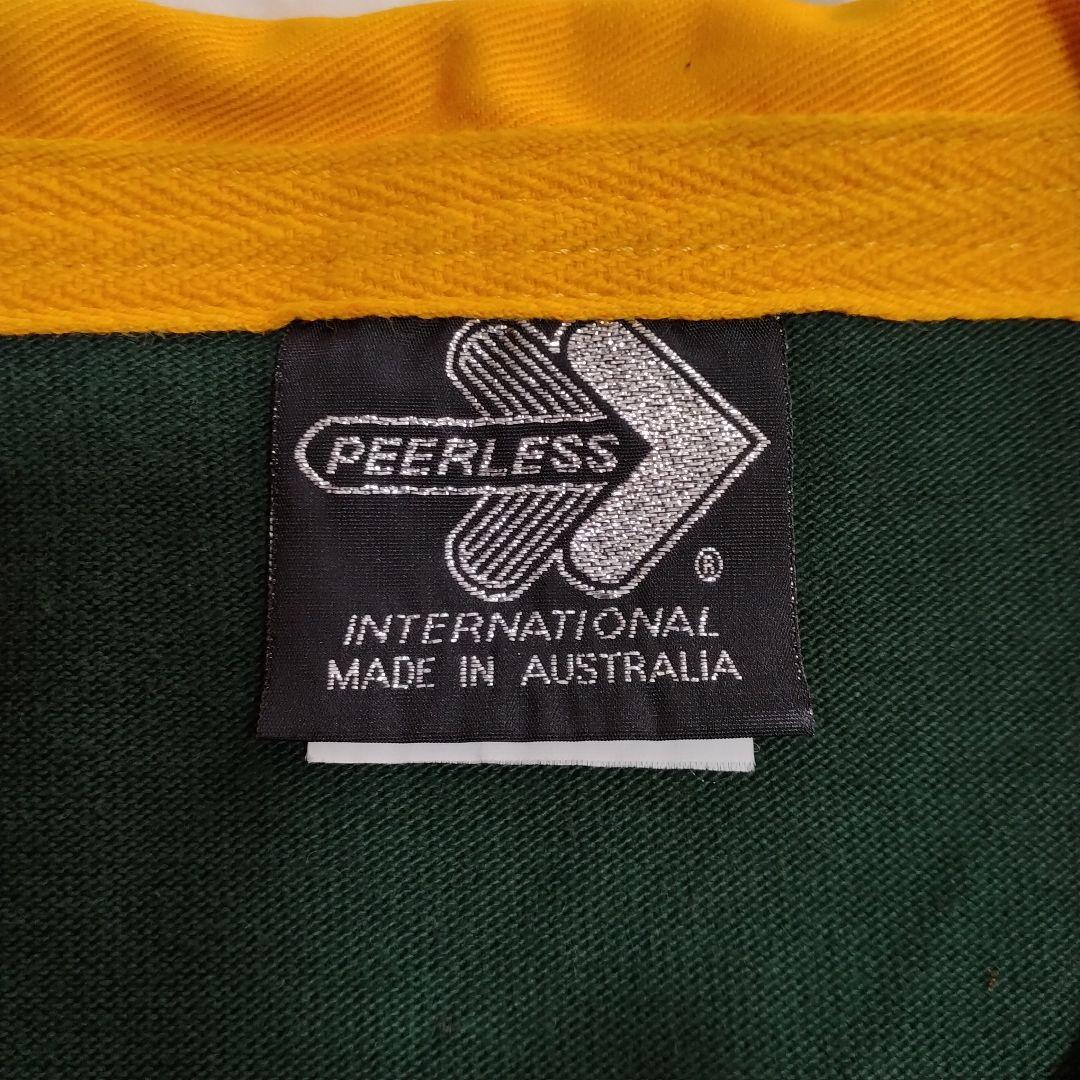 PEERLESS
®
INTERNATIONAL
MADE IN AUSTRALIA